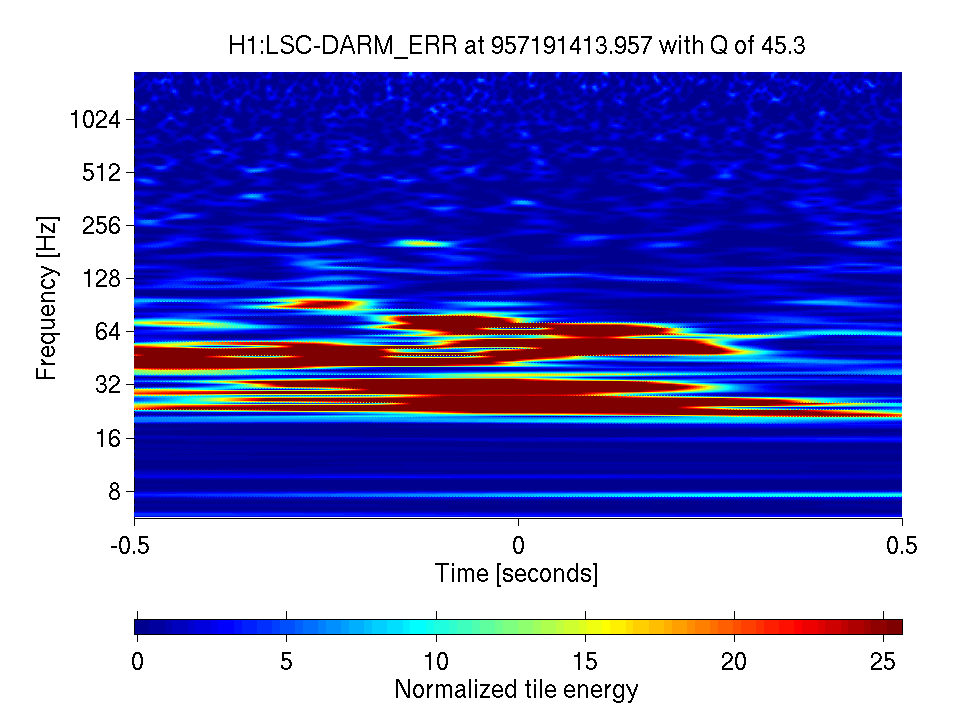 H1:LSC-DARM_ERR at 957191413.957 with Q of 45.3
Frequency [Hz]
1024
512
256
128
64
32
16
8
-0.5 0 0.5
Time [seconds]
0 5 10 15 20 25
Normalized tile energy